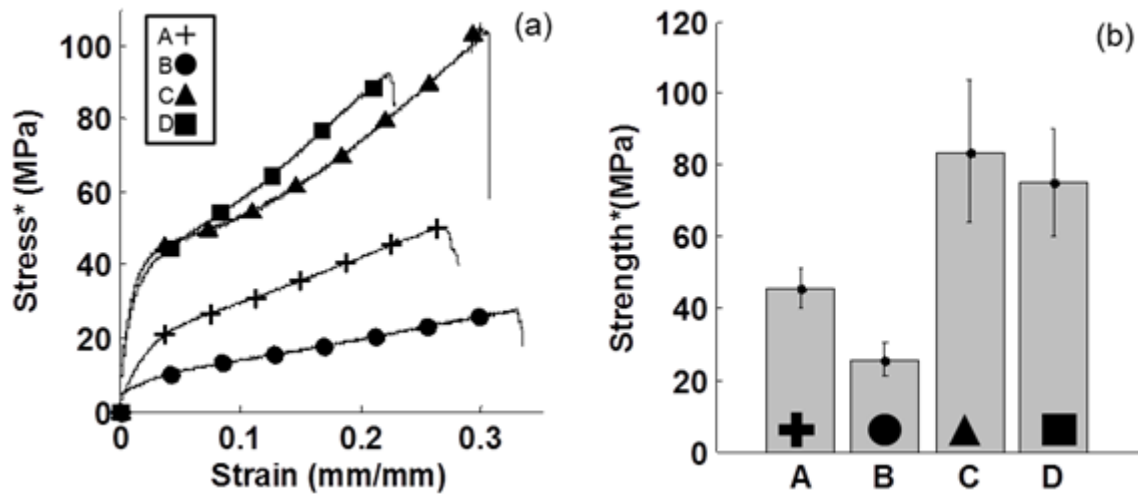 (a)
A
B
C
D
100
80
60
40
20
0
Stress* (MPa)
0 0.1 0.2 0.3
Strain (mm/mm)
(b)
120
100
80
60
40
20
0
Strength*(MPa)
A B C D